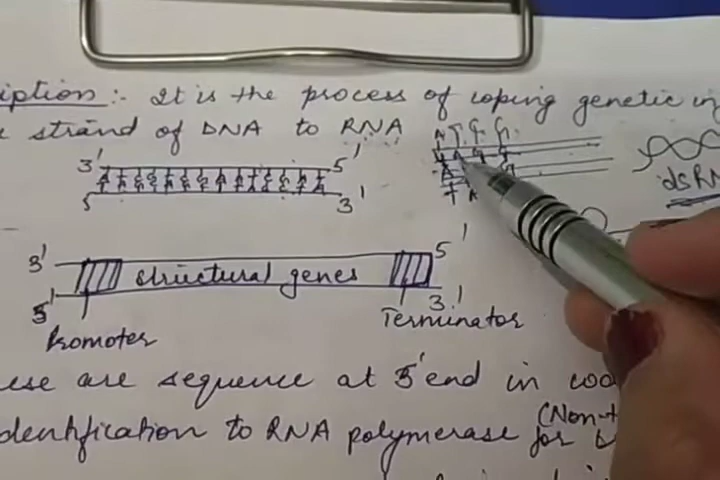 iption:- It is the process of coping genetic in
strand of DNA to RNA
3' 5'
5 3'
dsRN
3' structural genes 5'
5' 3'
Promoter Terminator
ese are sequence at 5' end in cod
(Non-t
dentification to RNA polymerase for